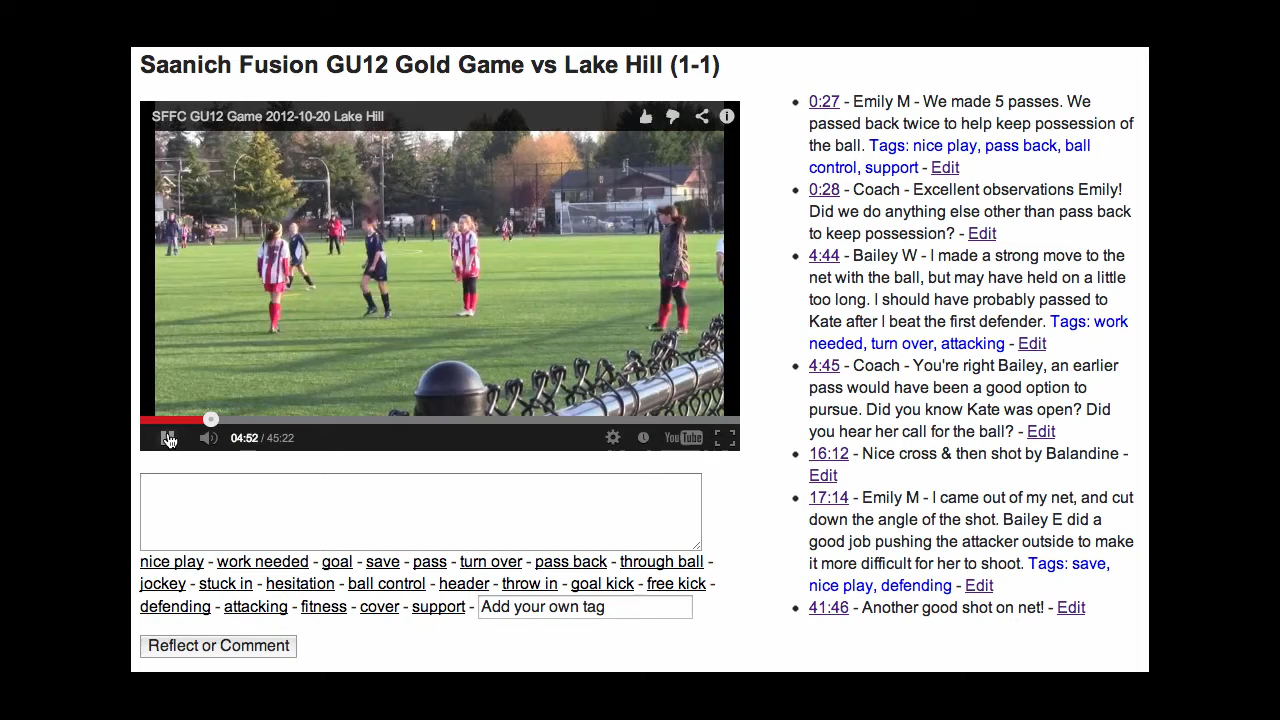 Saanich Fusion GU12 Gold Game vs Lake Hill (1-1)
SFFC GU12 Game 2012-10-20 Lake Hill
04:52 / 45:22
YouTube
nice play - work needed - goal - save - pass - turn over - pass back - through ball -
jockey - stuck in - hesitation - ball control - header - throw in - goal kick - free kick -
defending - attacking - fitness - cover - support - Add your own tag
Reflect or Comment
0:27 - Emily M - We made 5 passes. We
passed back twice to help keep possession of
the ball. Tags: nice play, pass back, ball
control, support - Edit
0:28 - Coach - Excellent observations Emily!
Did we do anything else other than pass back
to keep possession? - Edit
4:44 - Bailey W - I made a strong move to the
net with the ball, but may have held on a little
too long. I should have probably passed to
Kate after I beat the first defender. Tags: work
needed, turn over, attacking - Edit
4:45 - Coach - You're right Bailey, an earlier
pass would have been a good option to
pursue. Did you know Kate was open? Did
you hear her call for the ball? - Edit
16:12 - Nice cross & then shot by Balandine -
Edit
17:14 - Emily M - I came out of my net, and cut
down the angle of the shot. Bailey E did a
good job pushing the attacker outside to make
it more difficult for her to shoot. Tags: save,
nice play, defending - Edit
41:46 - Another good shot on net! - Edit